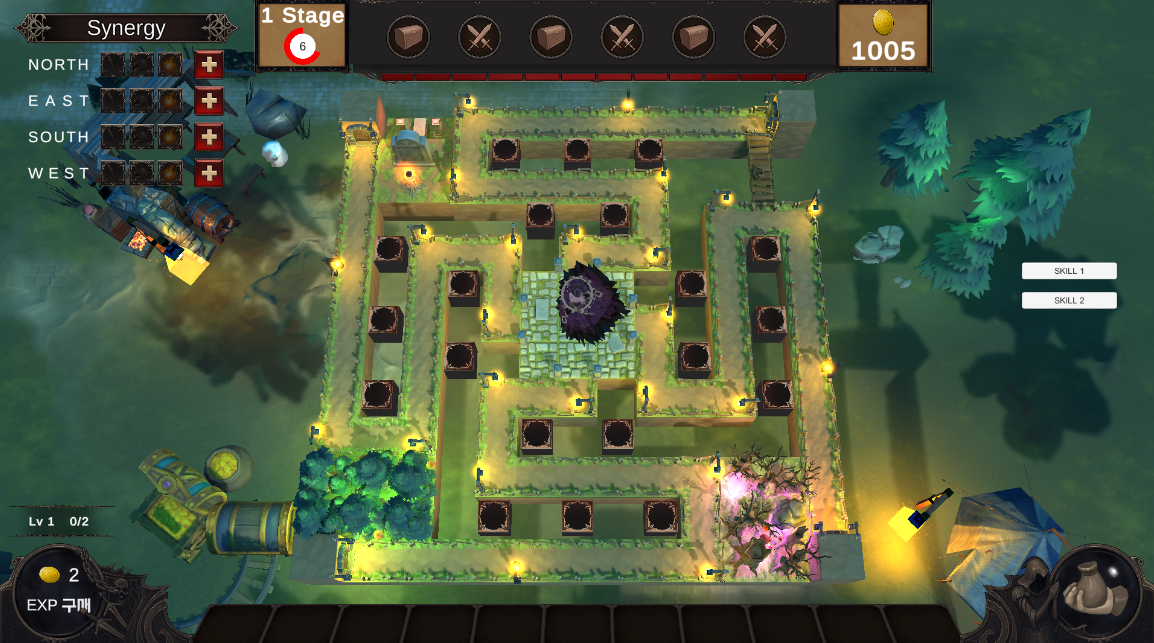 Synergy
NORTH
EAST
SOUTH
WEST
1 Stage
6
1005
SKILL 1
SKILL 2
Lv 1 0/2
2
EXP 구매